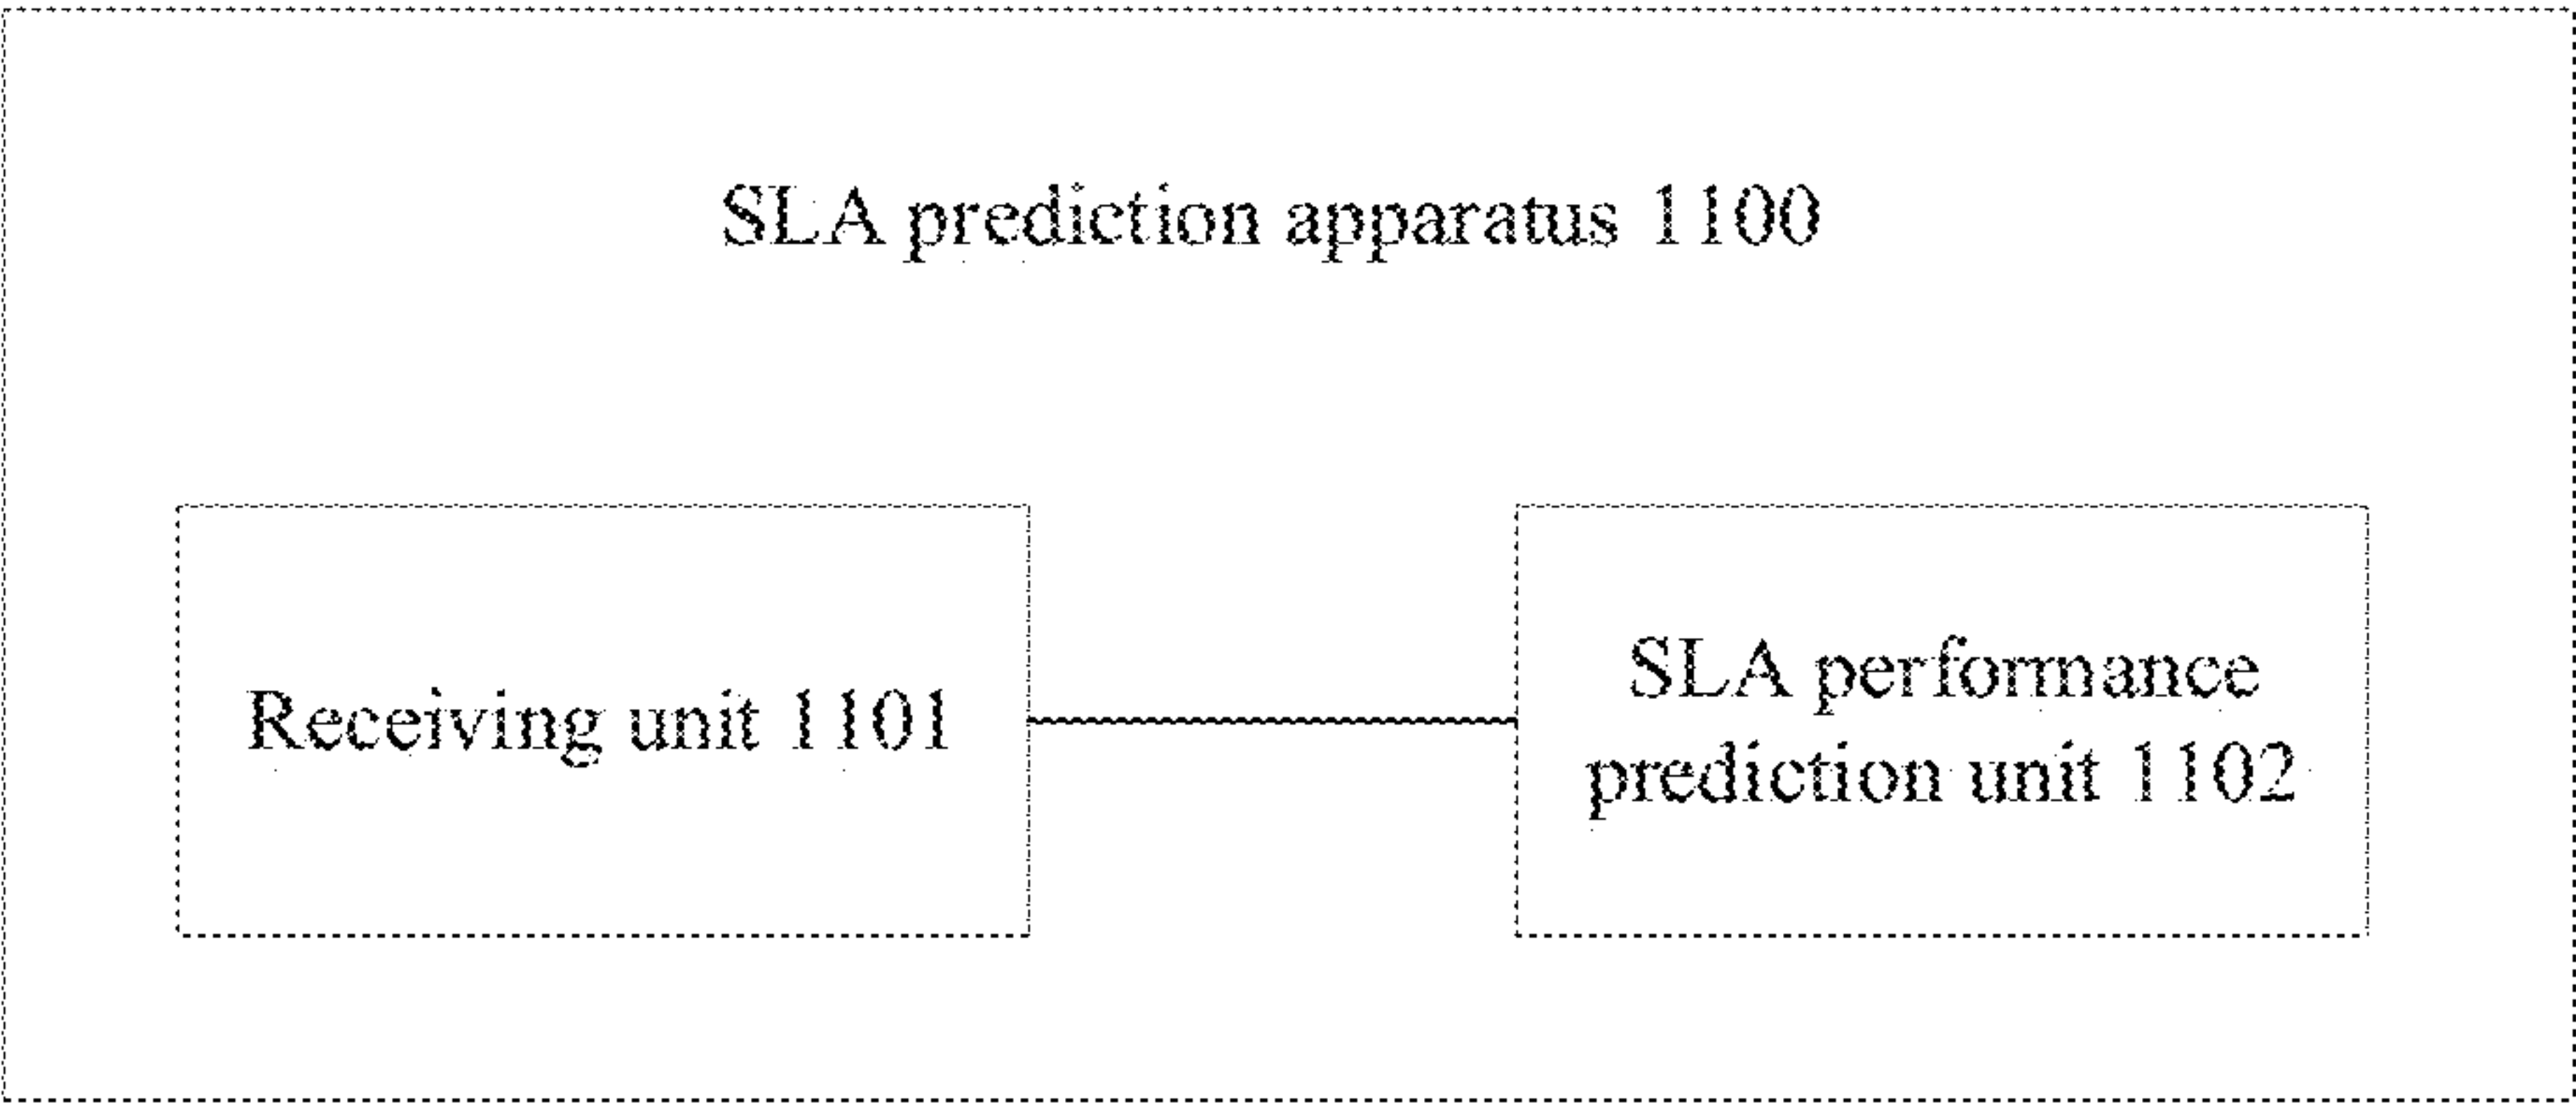 SLA prediction apparatus 1100
Receiving unit 1101
SLA performance
prediction unit 1102